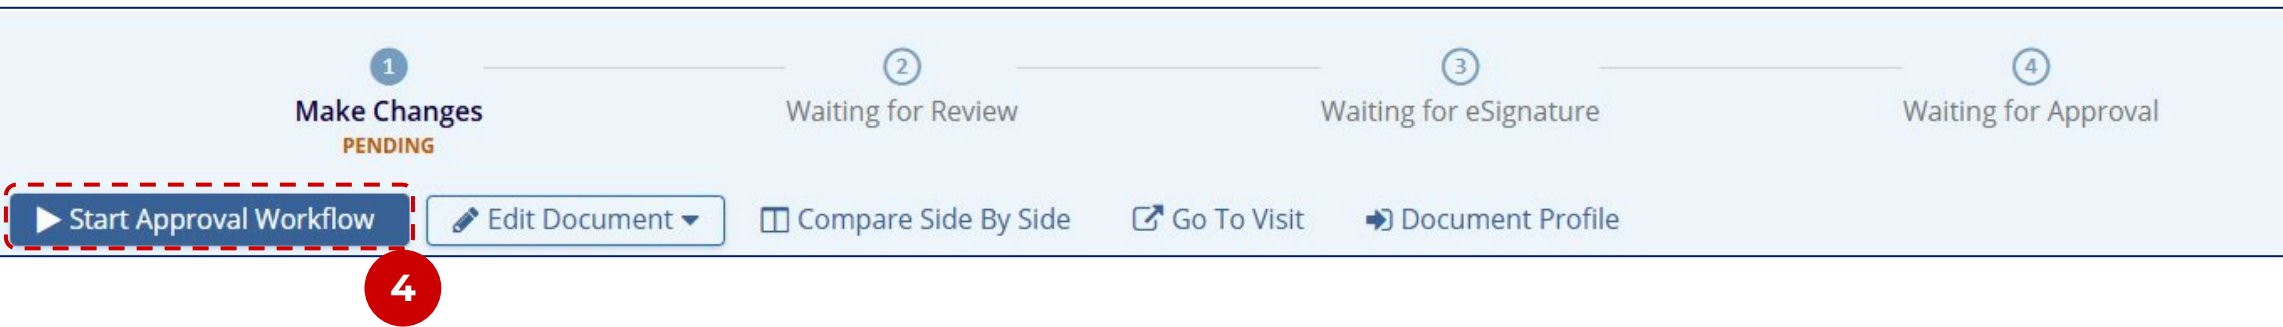 1
2
3
4
Make Changes
Waiting for Review
Waiting for eSignature
Waiting for Approval
PENDING
Start Approval Workflow
Edit Document
Compare Side By Side
Go To Visit
Document Profile
4